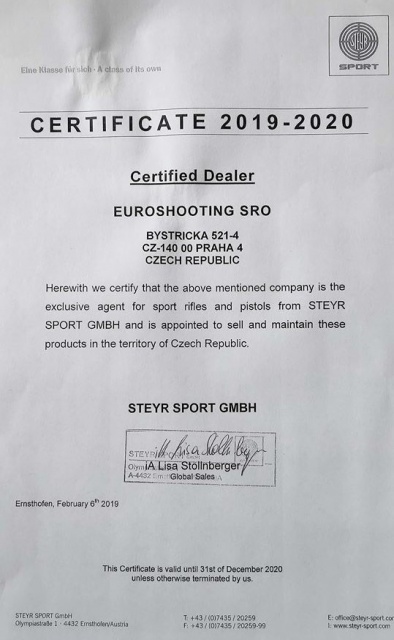 SPORT
Eine Klasse für sich - A class of its own
CERTIFICATE 2019-2020
Certified Dealer
EUROSHOOTING SRO
BYSTRICKA 521-4
CZ-140 00 PRAHA 4
CZECH REPUBLIC
Herewith we certify that the above mentioned company is the
exclusive agent for sport rifles and pistols from STEYR
SPORT GMBH and is appointed to sell and maintain these
products in the territory of Czech Republic.
STEYR SPORT GMBH
STEYR
iA Lisa Stöllnberger
A-4432
Global Sales
Ernsthofen, February 6th 2019
This Certificate is valid until 31st of December 2020
unless otherwise terminated by us.
STEYR SPORT GmbH
Olympiastraße 1 · 4432 Ernsthofen/Austria
T: +43 / (0)7435 / 20259
F: +43 / (0)7435 / 20259-99
E: office@steyr-sport.com
I: www.steyr-sport.com